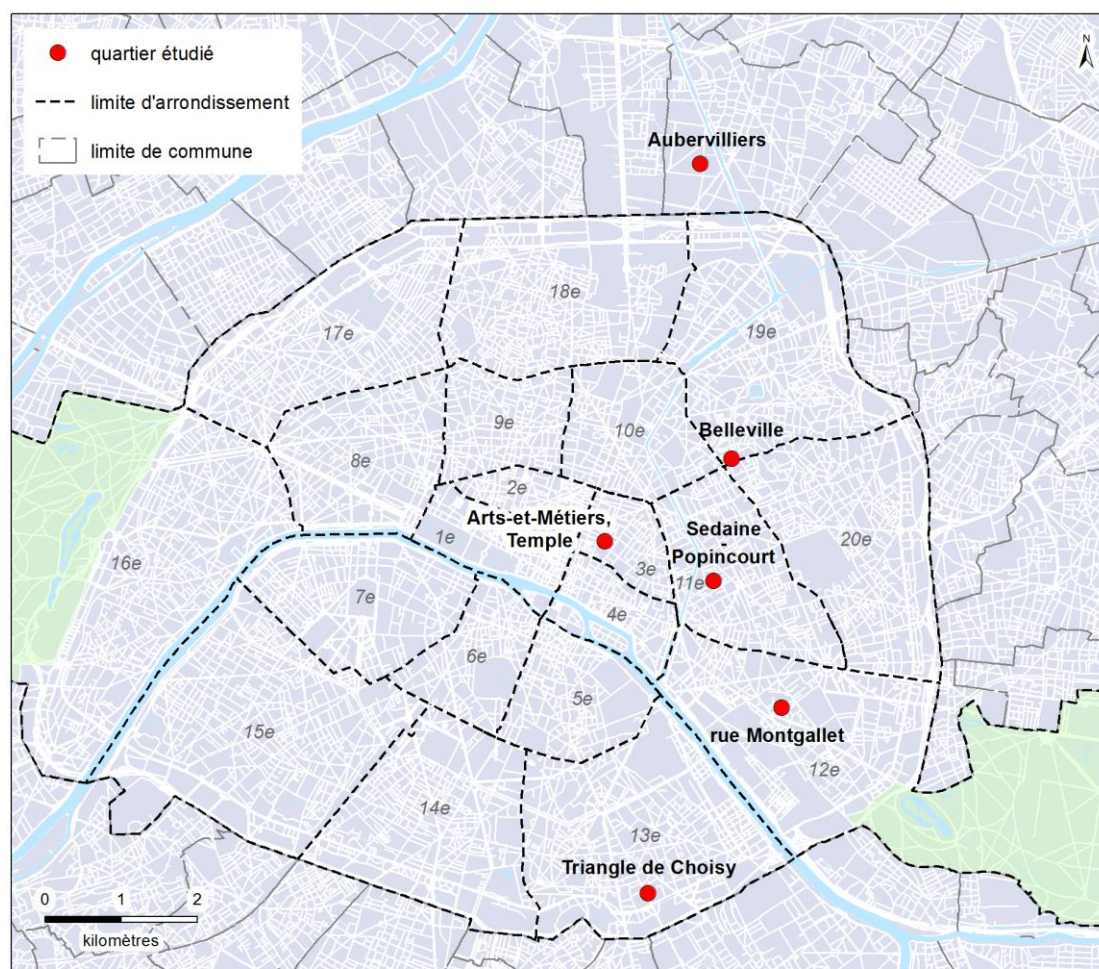 quartier étudié
limite d'arrondissement
limite de commune
N
Aubervilliers
18e
17e
19e
9e
10e
Belleville
8e
2e
Arts-et-Métiers,
Temple
1e
Sedaine
- Popincourt
3e
11e
20e
16e
7e
4e
6e
5e
rue Montgallet
15e
12e
14e
13e
Triangle de Choisy
0 1 2
kilomètres